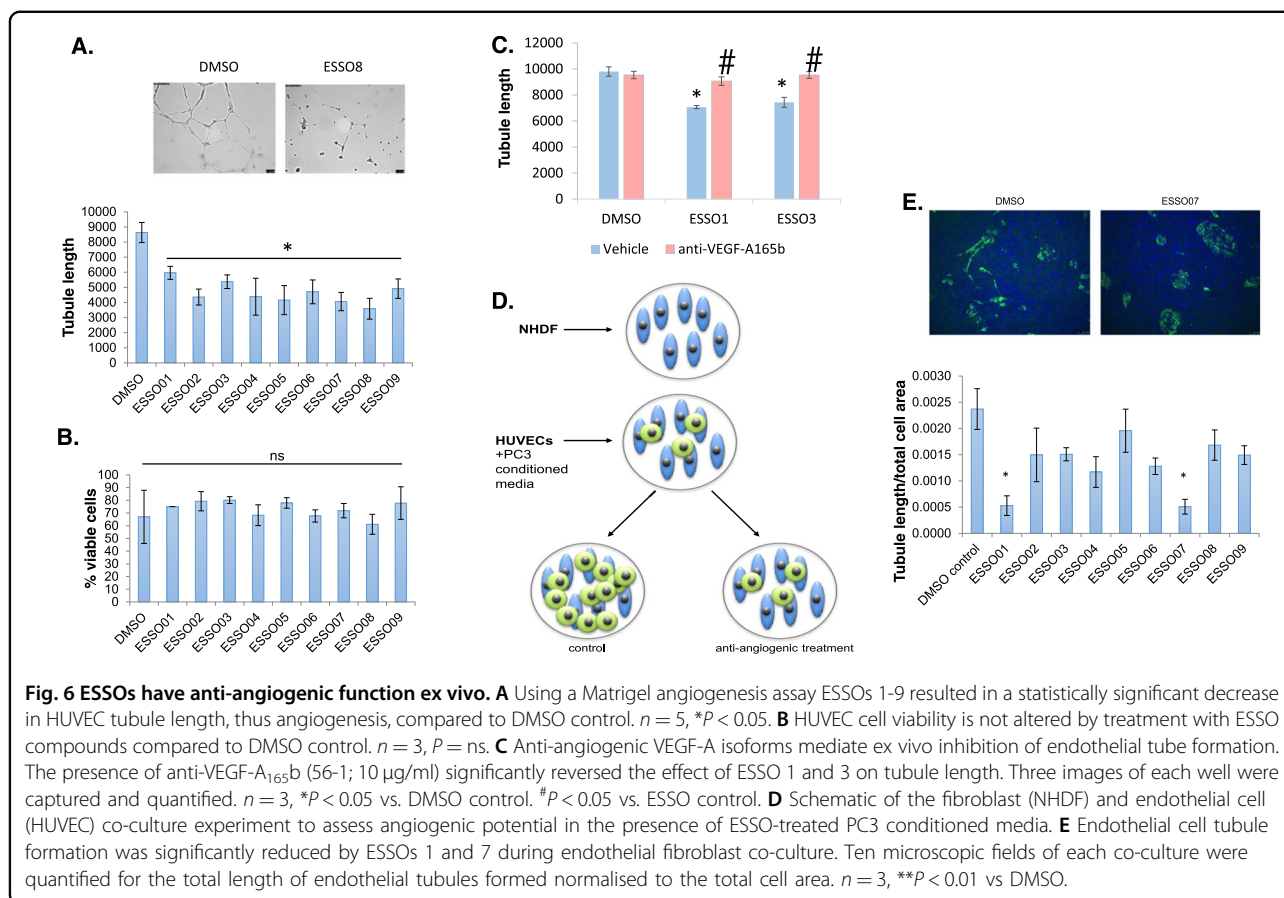 A.
DMSO
ESSO8
Tubule length
10000
9000
8000
7000
6000
5000
4000
3000
2000
1000
0
*
DMSO
ESSO01
ESSO02
ESSO03
ESSO04
ESSO05
ESSO06
ESSO07
ESSO08
ESSO09
B.
% viable cells
100
90
80
70
60
50
40
30
20
10
0
ns
DMSO
ESSO01
ESSO02
ESSO03
ESSO04
ESSO05
ESSO06
ESSO07
ESSO08
ESSO09
C.
Tubule length
12000
10000
8000
6000
4000
2000
0
*
#
*
#
DMSO
ESSO1
ESSO3
Vehicle
anti-VEGF-A165b
D.
NHDF
HUVECs
+PC3
conditioned
media
control
anti-angiogenic treatment
E.
DMSO
ESSO07
Tubule length/total cell area
0.0030
0.0025
0.0020
0.0015
0.0010
0.0005
0.0000
*
*
DMSO control
ESSO01
ESSO02
ESSO03
ESSO04
ESSO05
ESSO06
ESSO07
ESSO08
ESSO09
Fig. 6 ESSOs have anti-angiogenic function ex vivo. A Using a Matrigel angiogenesis assay ESSOs 1-9 resulted in a statistically significant decrease
in HUVEC tubule length, thus angiogenesis, compared to DMSO control. n = 5, *P < 0.05. B HUVEC cell viability is not altered by treatment with ESSO
compounds compared to DMSO control. n = 3, P = ns. C Anti-angiogenic VEGF-A isoforms mediate ex vivo inhibition of endothelial tube formation.
The presence of anti-VEGF-A₁₆₅b (56-1; 10 μg/ml) significantly reversed the effect of ESSO 1 and 3 on tubule length. Three images of each well were
captured and quantified. n = 3, *P < 0.05 vs. DMSO control. #P < 0.05 vs. ESSO control. D Schematic of the fibroblast (NHDF) and endothelial cell
(HUVEC) co-culture experiment to assess angiogenic potential in the presence of ESSO-treated PC3 conditioned media. E Endothelial cell tubule
formation was significantly reduced by ESSOs 1 and 7 during endothelial fibroblast co-culture. Ten microscopic fields of each co-culture were
quantified for the total length of endothelial tubules formed normalised to the total cell area. n = 3, **P < 0.01 vs DMSO.